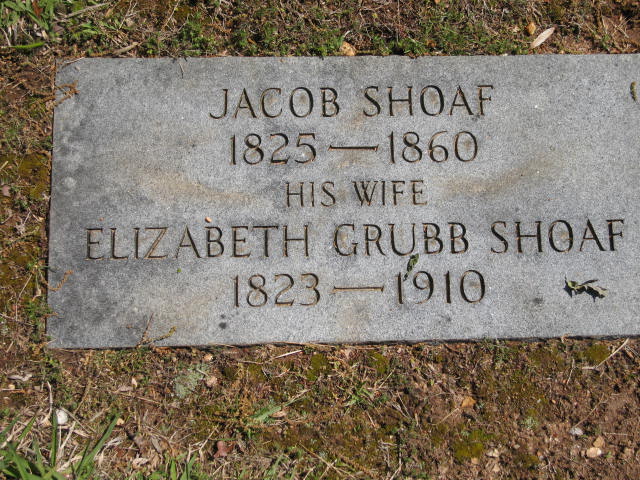 JACOB SHOAF
1825 — 1860
HIS WIFE
ELIZABETH GRUBB SHOAF
1823 — 1910